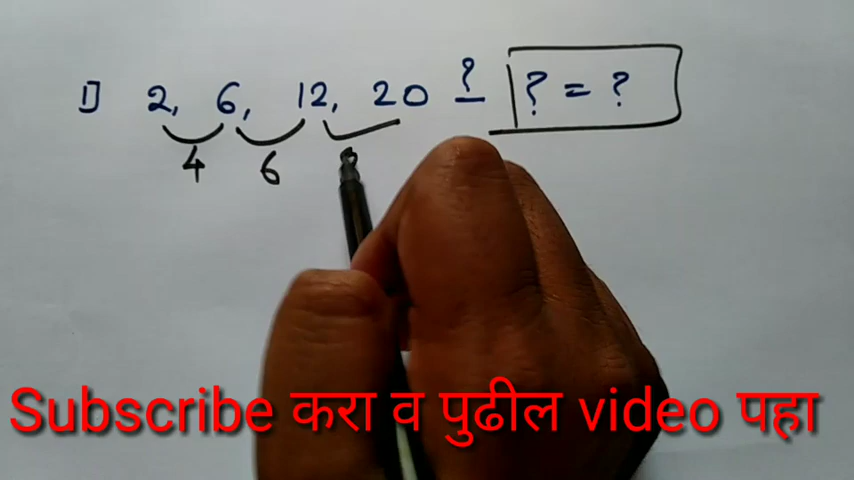 1] 2, 6, 12, 20 ? ? = ?
4 6
Subscribe करा व पुढील video पहा